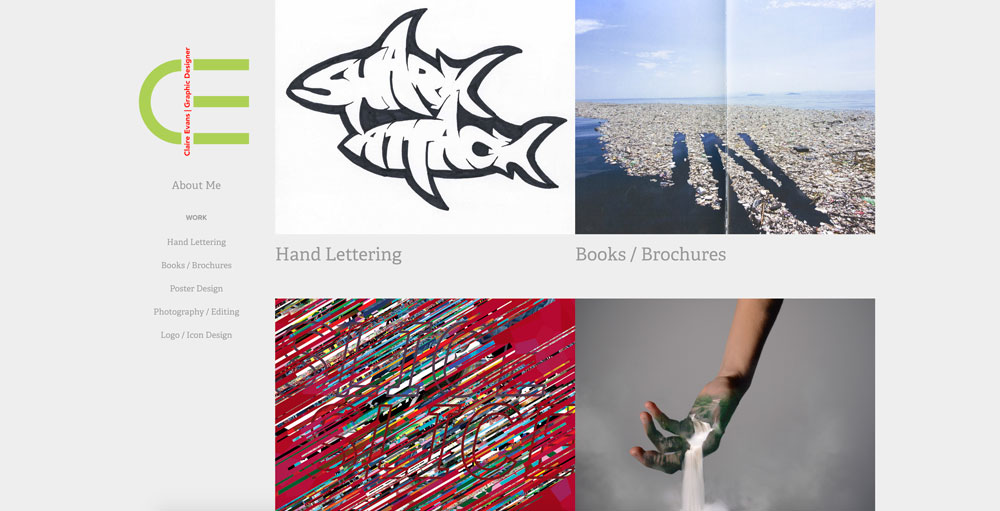 Claire Evans | Graphic Designer
CE
About Me
WORK
Hand Lettering
Books / Brochures
Poster Design
Photography / Editing
Logo / Icon Design
SHARK
ATTACK
Hand Lettering
Books / Brochures